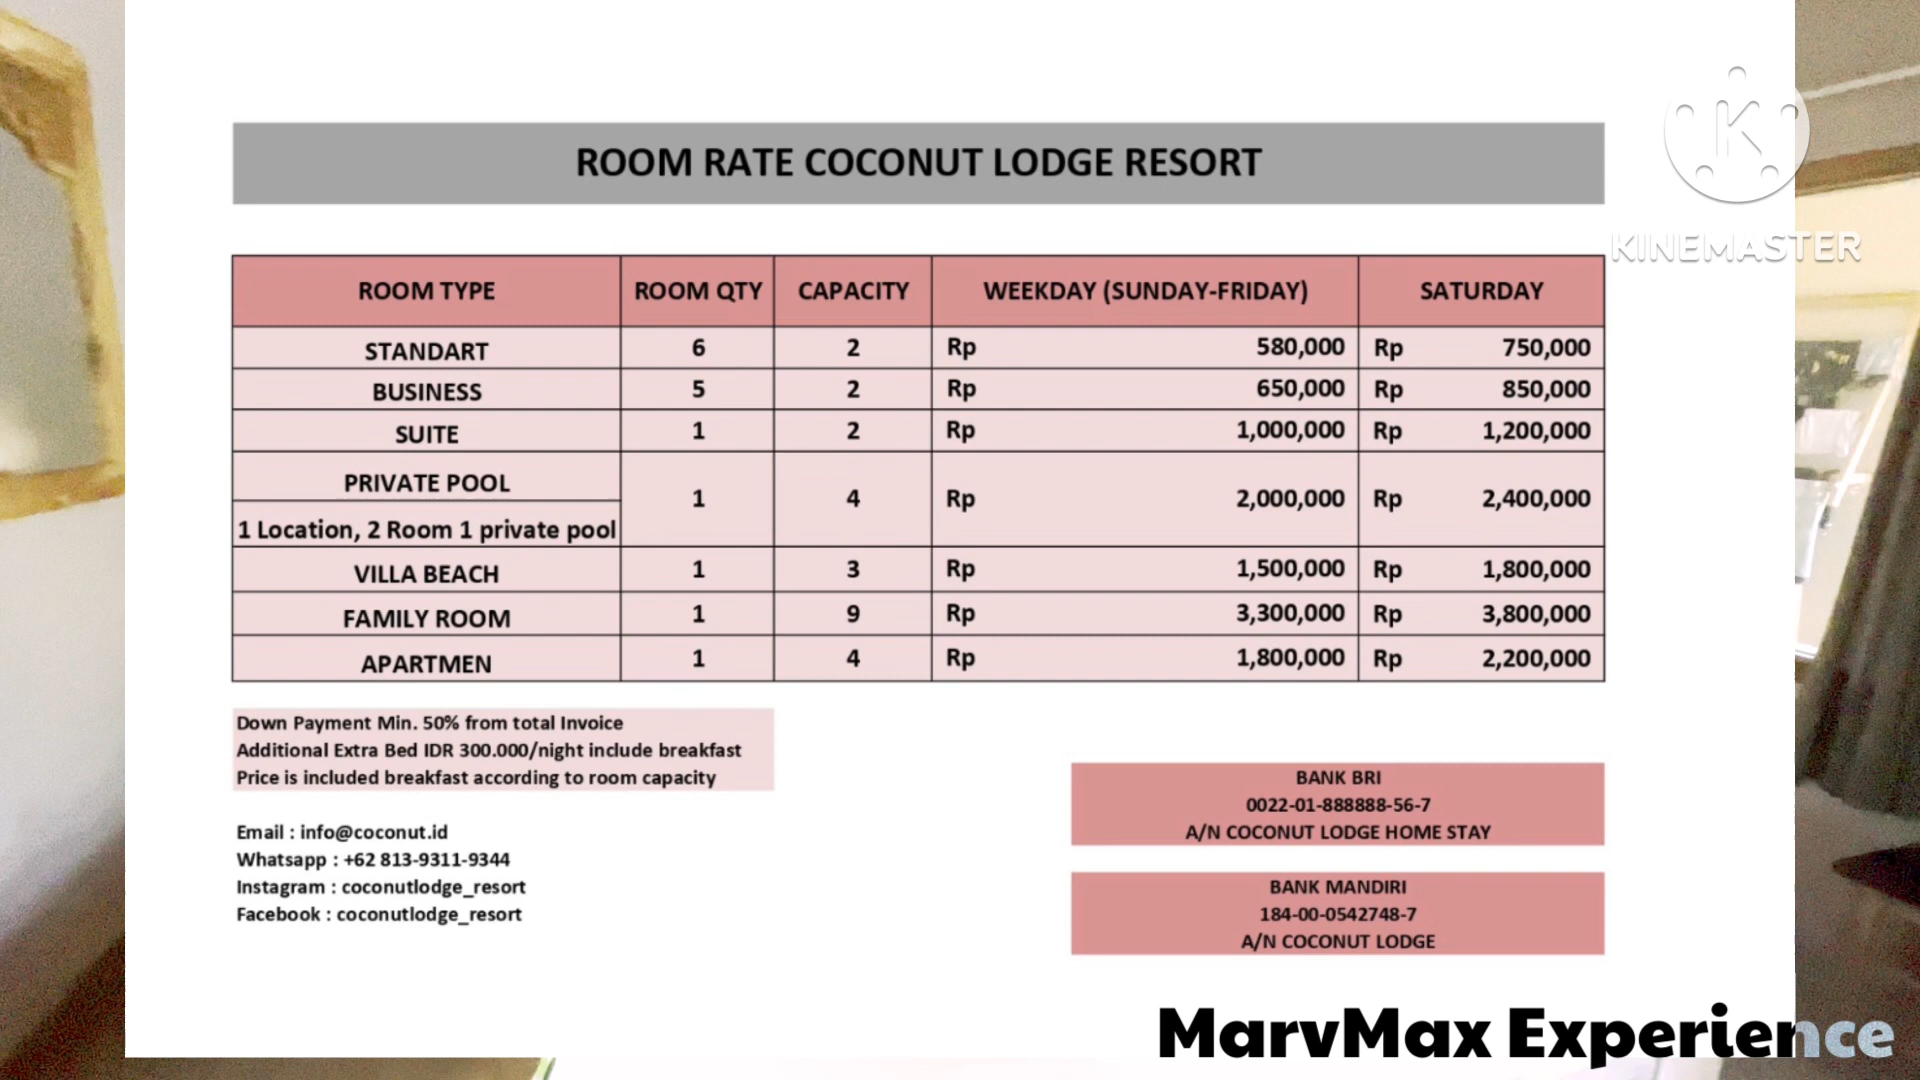 ROOM RATE COCONUT LODGE RESORT
KINEMASTER
ROOM TYPE ROOM QTY CAPACITY WEEKDAY (SUNDAY-FRIDAY) SATURDAY
STANDART 6 2 Rp 580,000 Rp 750,000
BUSINESS 5 2 Rp 650,000 Rp 850,000
SUITE 1 2 Rp 1,000,000 Rp 1,200,000
PRIVATE POOL 1 4 Rp 2,000,000 Rp 2,400,000
1 Location, 2 Room 1 private pool
VILLA BEACH 1 3 Rp 1,500,000 Rp 1,800,000
FAMILY ROOM 1 9 Rp 3,300,000 Rp 3,800,000
APARTMEN 1 4 Rp 1,800,000 Rp 2,200,000
Down Payment Min. 50% from total Invoice
Additional Extra Bed IDR 300.000/night include breakfast
Price is included breakfast according to room capacity
Email : info@coconut.id
Whatsapp : +62 813-9311-9344
Instagram : coconutlodge_resort
Facebook : coconutlodge_resort
BANK BRI
0022-01-888888-56-7
A/N COCONUT LODGE HOME STAY
BANK MANDIRI
184-00-0542748-7
A/N COCONUT LODGE
MarvMax Experience